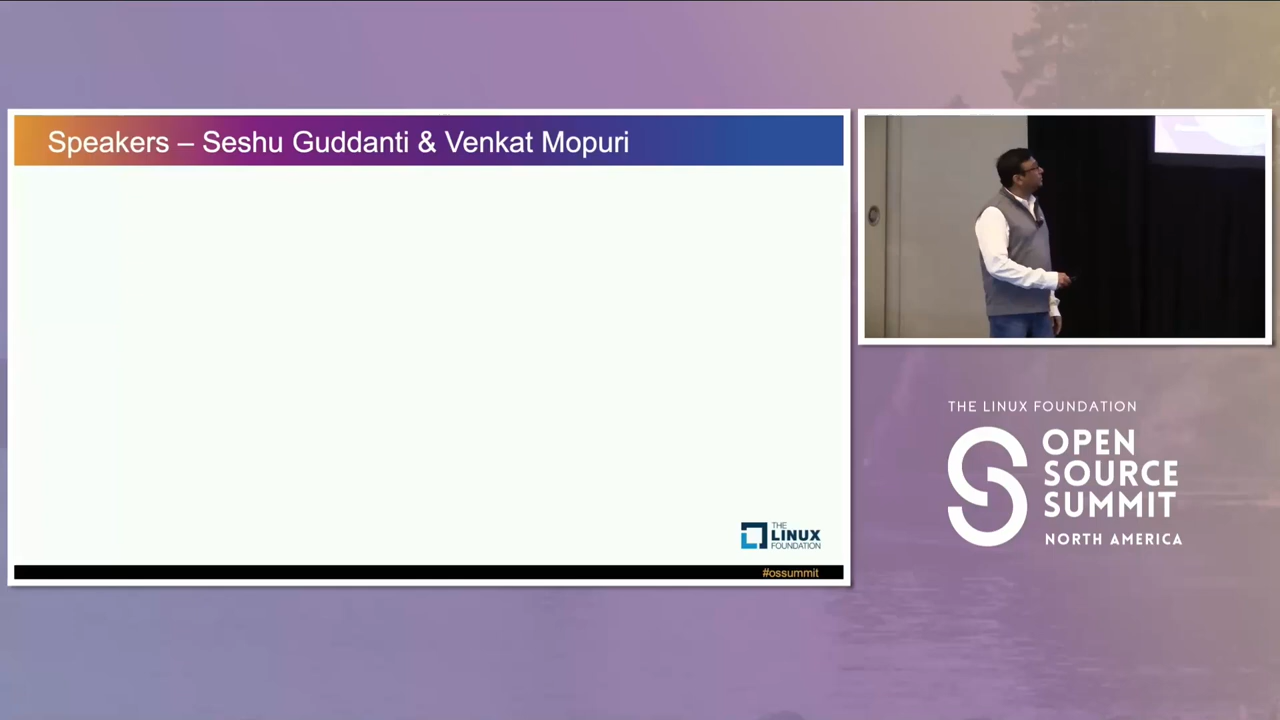 Speakers – Seshu Guddanti & Venkat Mopuri
THE
LINUX
FOUNDATION
#ossummit
THE LINUX FOUNDATION
OPEN
SOURCE
SUMMIT
NORTH AMERICA